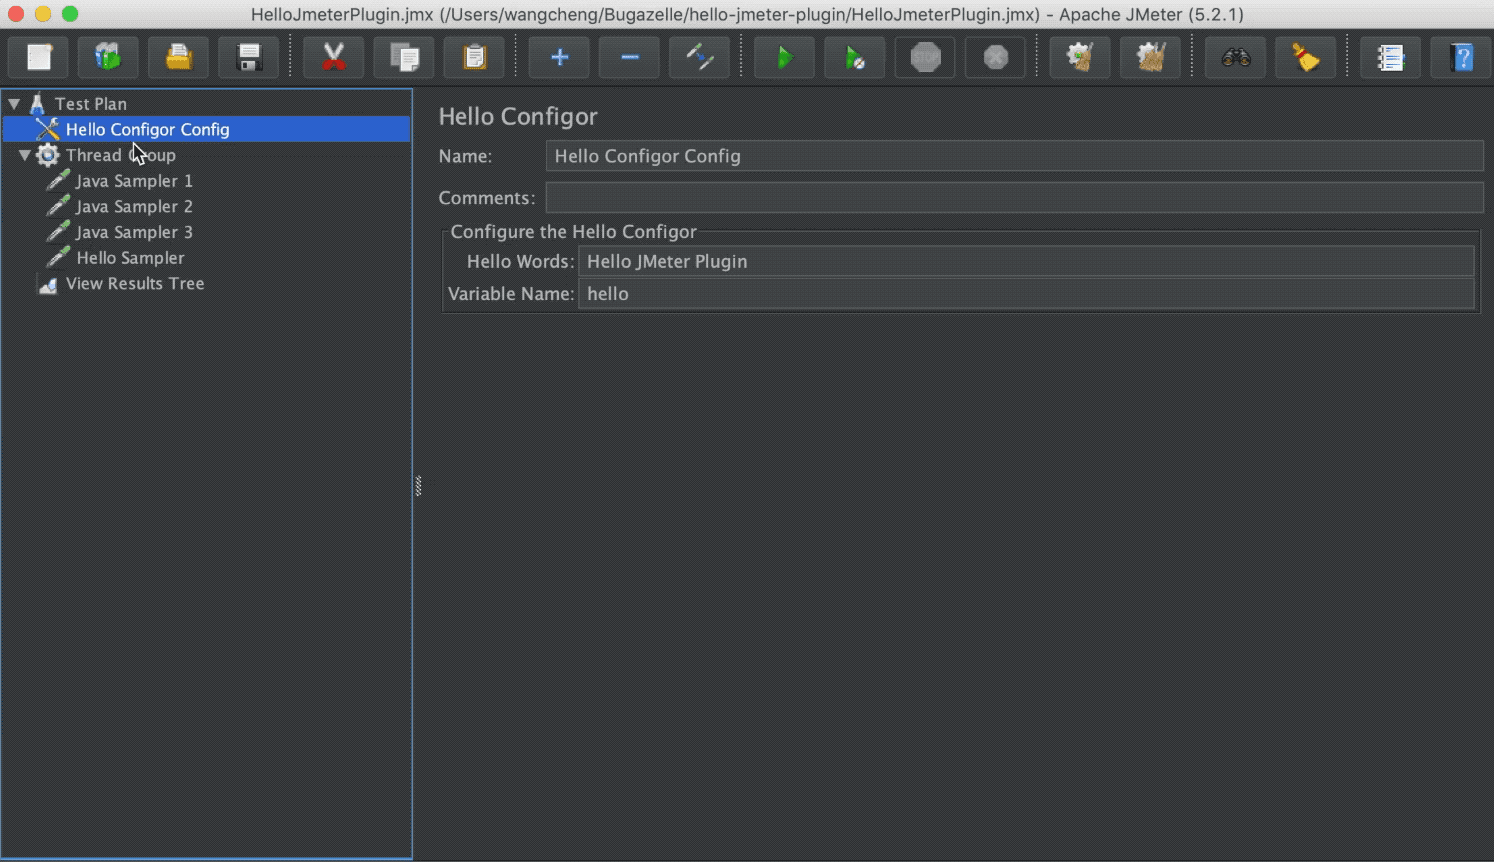 HelloJmeterPlugin.jmx (/Users/wangcheng/Bugazelle/hello-jmeter-plugin/HelloJmeterPlugin.jmx) - Apache JMeter (5.2.1)
STOP
?
Test Plan
Hello Configor Config
Thread Group
Java Sampler 1
Java Sampler 2
Java Sampler 3
Hello Sampler
View Results Tree
Hello Configor
Name: Hello Configor Config
Comments:
Configure the Hello Configor
Hello Words: Hello JMeter Plugin
Variable Name: hello